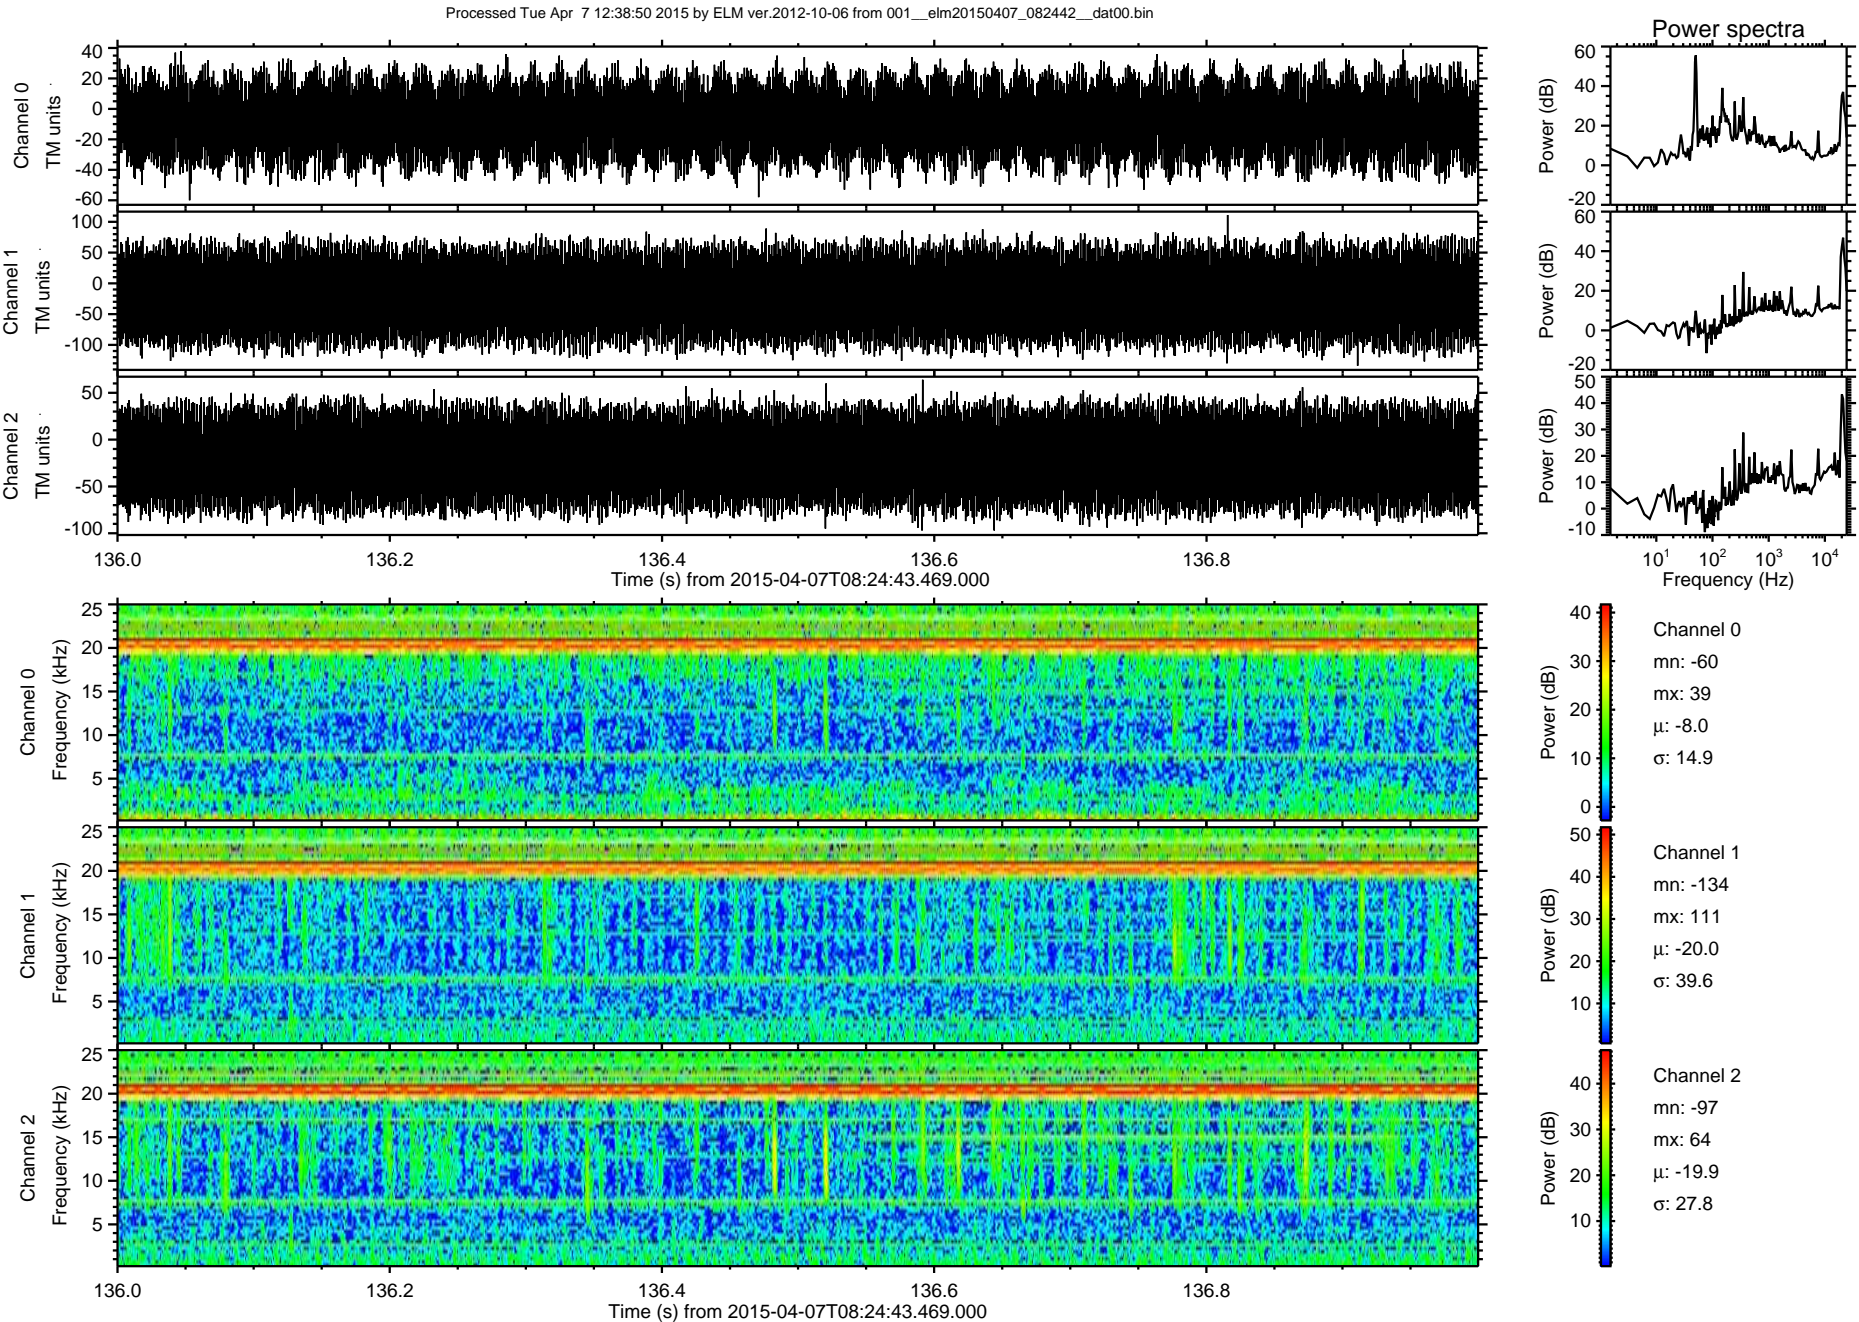 Processed Tue Apr  7 12:38:50 2015 by ELM ver.2012-10-06 from 001__elm20150407_082442__dat00.bin
Power spectra
Channel 0
TM units
40
20
0
-20
-40
-60
Power (dB)
60
40
20
0
-20
Channel 1
TM units
100
50
0
-50
-100
Power (dB)
60
40
20
0
-20
Channel 2
TM units
50
0
-50
-100
Power (dB)
50
40
30
20
10
0
-10
136.0 136.2 136.4 136.6 136.8
Time (s) from 2015-04-07T08:24:43.469.000
10^1 10^2 10^3 10^4
Frequency (Hz)
Channel 0
Frequency (kHz)
25
20
15
10
5
Power (dB)
40
30
20
10
0
Channel 0
mn: -60
mx: 39
μ: -8.0
σ: 14.9
Channel 1
Frequency (kHz)
25
20
15
10
5
Power (dB)
50
40
30
20
10
Channel 1
mn: -134
mx: 111
μ: -20.0
σ: 39.6
Channel 2
Frequency (kHz)
25
20
15
10
5
Power (dB)
40
30
20
10
Channel 2
mn: -97
mx: 64
μ: -19.9
σ: 27.8
136.0 136.2 136.4 136.6 136.8
Time (s) from 2015-04-07T08:24:43.469.000